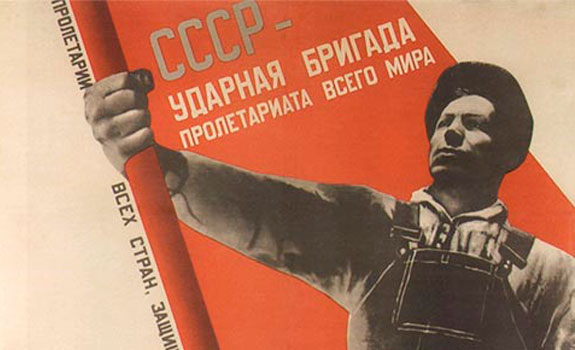 СССР -
УДАРНАЯ БРИГАДА
ПРОЛЕТАРИАТА ВСЕГО МИРА
ПРОЛЕТАРИИ
ВСЕХ СТРАН,